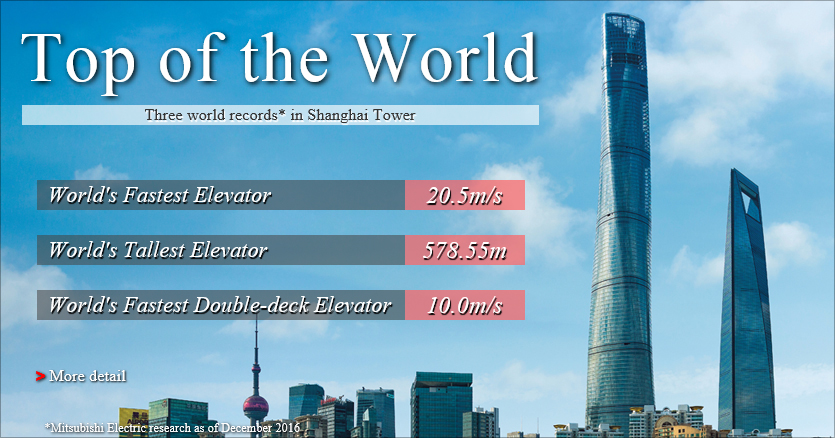 Top of the World
Three world records* in Shanghai Tower
World's Fastest Elevator 20.5m/s
World's Tallest Elevator 578.55m
World's Fastest Double-deck Elevator 10.0m/s
> More detail
*Mitsubishi Electric research as of December 2016